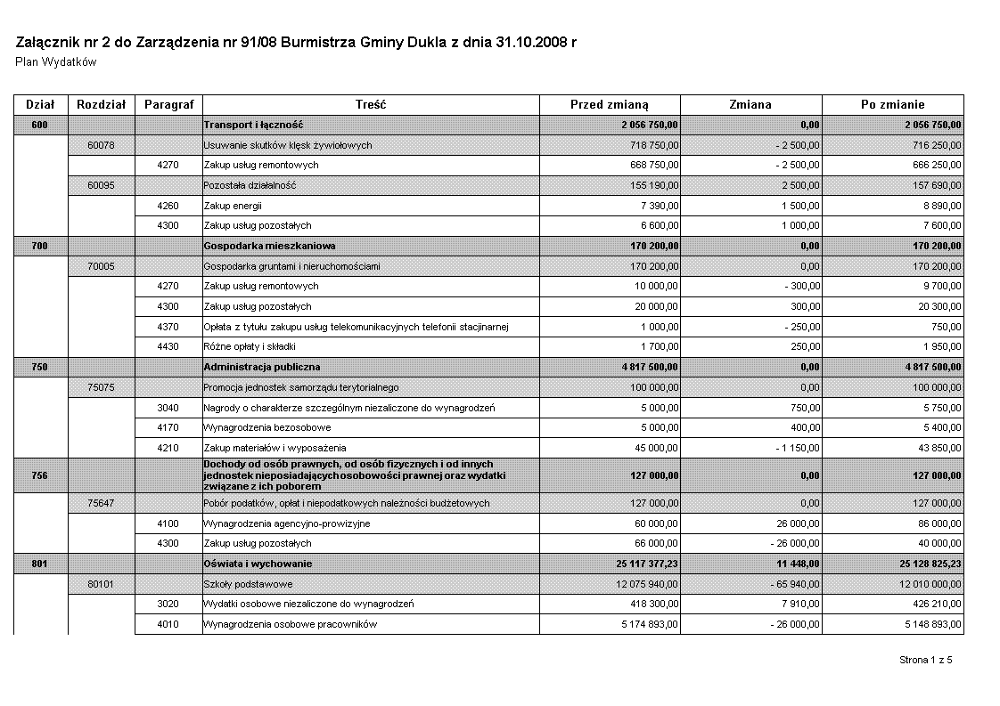 Załącznik nr 2 do Zarządzenia nr 91/08 Burmistrza Gminy Dukla z dnia 31.10.2008 r
Plan Wydatków
Dział Rozdział Paragraf Treść Przed zmianą Zmiana Po zmianie
600 Transport i łączność 2 056 750,00 0,00 2 056 750,00
60078 Usuwanie skutków klęsk żywiołowych 718 750,00 - 2 500,00 716 250,00
4270 Zakup usług remontowych 668 750,00 - 2 500,00 666 250,00
60095 Pozostała działalność 155 190,00 2 500,00 157 690,00
4260 Zakup energii 7 390,00 1 500,00 8 890,00
4300 Zakup usług pozostałych 6 600,00 1 000,00 7 600,00
700 Gospodarka mieszkaniowa 170 200,00 0,00 170 200,00
70005 Gospodarka gruntami i nieruchomościami 170 200,00 0,00 170 200,00
4270 Zakup usług remontowych 10 000,00 - 300,00 9 700,00
4300 Zakup usług pozostałych 20 000,00 300,00 20 300,00
4370 Opłata z tytułu zakupu usług telekomunikacyjnych telefonii stacjinarnej 1 000,00 - 250,00 750,00
4430 Różne opłaty i składki 1 700,00 250,00 1 950,00
750 Administracja publiczna 4 817 500,00 0,00 4 817 500,00
75075 Promocja jednostek samorządu terytorialnego 100 000,00 0,00 100 000,00
3040 Nagrody o charakterze szczególnym niezaliczone do wynagrodzeń 5 000,00 750,00 5 750,00
4170 Wynagrodzenia bezosobowe 5 000,00 400,00 5 400,00
4210 Zakup materiałów i wyposażenia 45 000,00 - 1 150,00 43 850,00
Dochody od osób prawnych, od osób fizycznych i od innych
756 jednostek nieposiadających osobowości prawnej oraz wydatki 127 000,00 0,00 127 000,00
związane z ich poborem
75647 Pobór podatków, opłat i niepodatkowych należności budżetowych 127 000,00 0,00 127 000,00
4100 Wynagrodzenia agencyjno-prowizyjne 60 000,00 26 000,00 86 000,00
4300 Zakup usług pozostałych 66 000,00 - 26 000,00 40 000,00
801 Oświata i wychowanie 25 117 377,23 11 448,00 25 128 825,23
80101 Szkoły podstawowe 12 075 940,00 - 65 940,00 12 010 000,00
3020 Wydatki osobowe niezaliczone do wynagrodzeń 418 300,00 7 910,00 426 210,00
4010 Wynagrodzenia osobowe pracowników 5 174 893,00 - 26 000,00 5 148 893,00
Strona 1 z 5